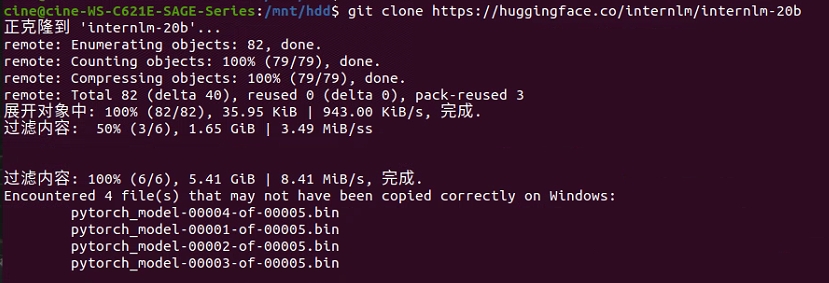 cine@cine-WS-C621E-SAGE-Series:/mnt/hdd$ git clone https://huggingface.co/internlm/internlm-20b
正克隆到 'internlm-20b'...
remote: Enumerating objects: 82, done.
remote: Counting objects: 100% (79/79), done.
remote: Compressing objects: 100% (79/79), done.
remote: Total 82 (delta 40), reused 0 (delta 0), pack-reused 3
展开对象中: 100% (82/82), 35.95 KiB | 943.00 KiB/s, 完成.
过滤内容:  50% (3/6), 1.65 GiB | 3.49 MiB/ss
过滤内容: 100% (6/6), 5.41 GiB | 8.41 MiB/s, 完成.
Encountered 4 file(s) that may not have been copied correctly on Windows:
pytorch_model-00004-of-00005.bin
pytorch_model-00001-of-00005.bin
pytorch_model-00002-of-00005.bin
pytorch_model-00003-of-00005.bin